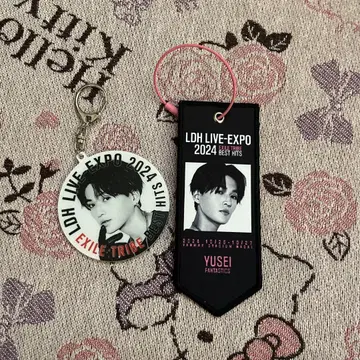 Hello
Kitty
LDH LIVE-EXPO 2024
HITS
EXILE TRIBE
LDH LIVE-EXPO
2024 EXILE TRIBE
BEST HITS
YUSEI
FANTASTICS